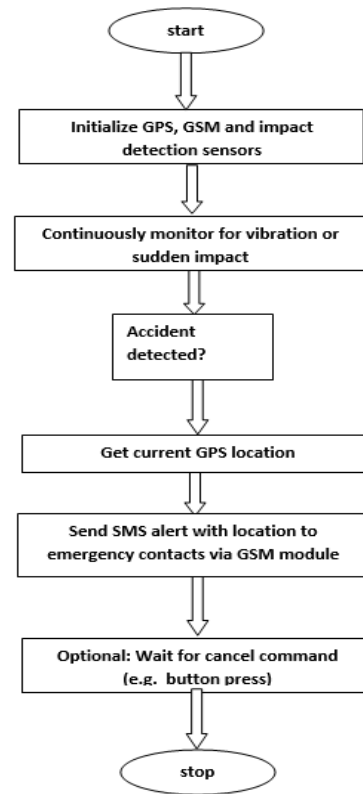 start
Initialize GPS, GSM and impact
detection sensors
Continuously monitor for vibration or
sudden impact
Accident
detected?
Get current GPS location
Send SMS alert with location to
emergency contacts via GSM module
Optional: Wait for cancel command
(e.g. button press)
stop